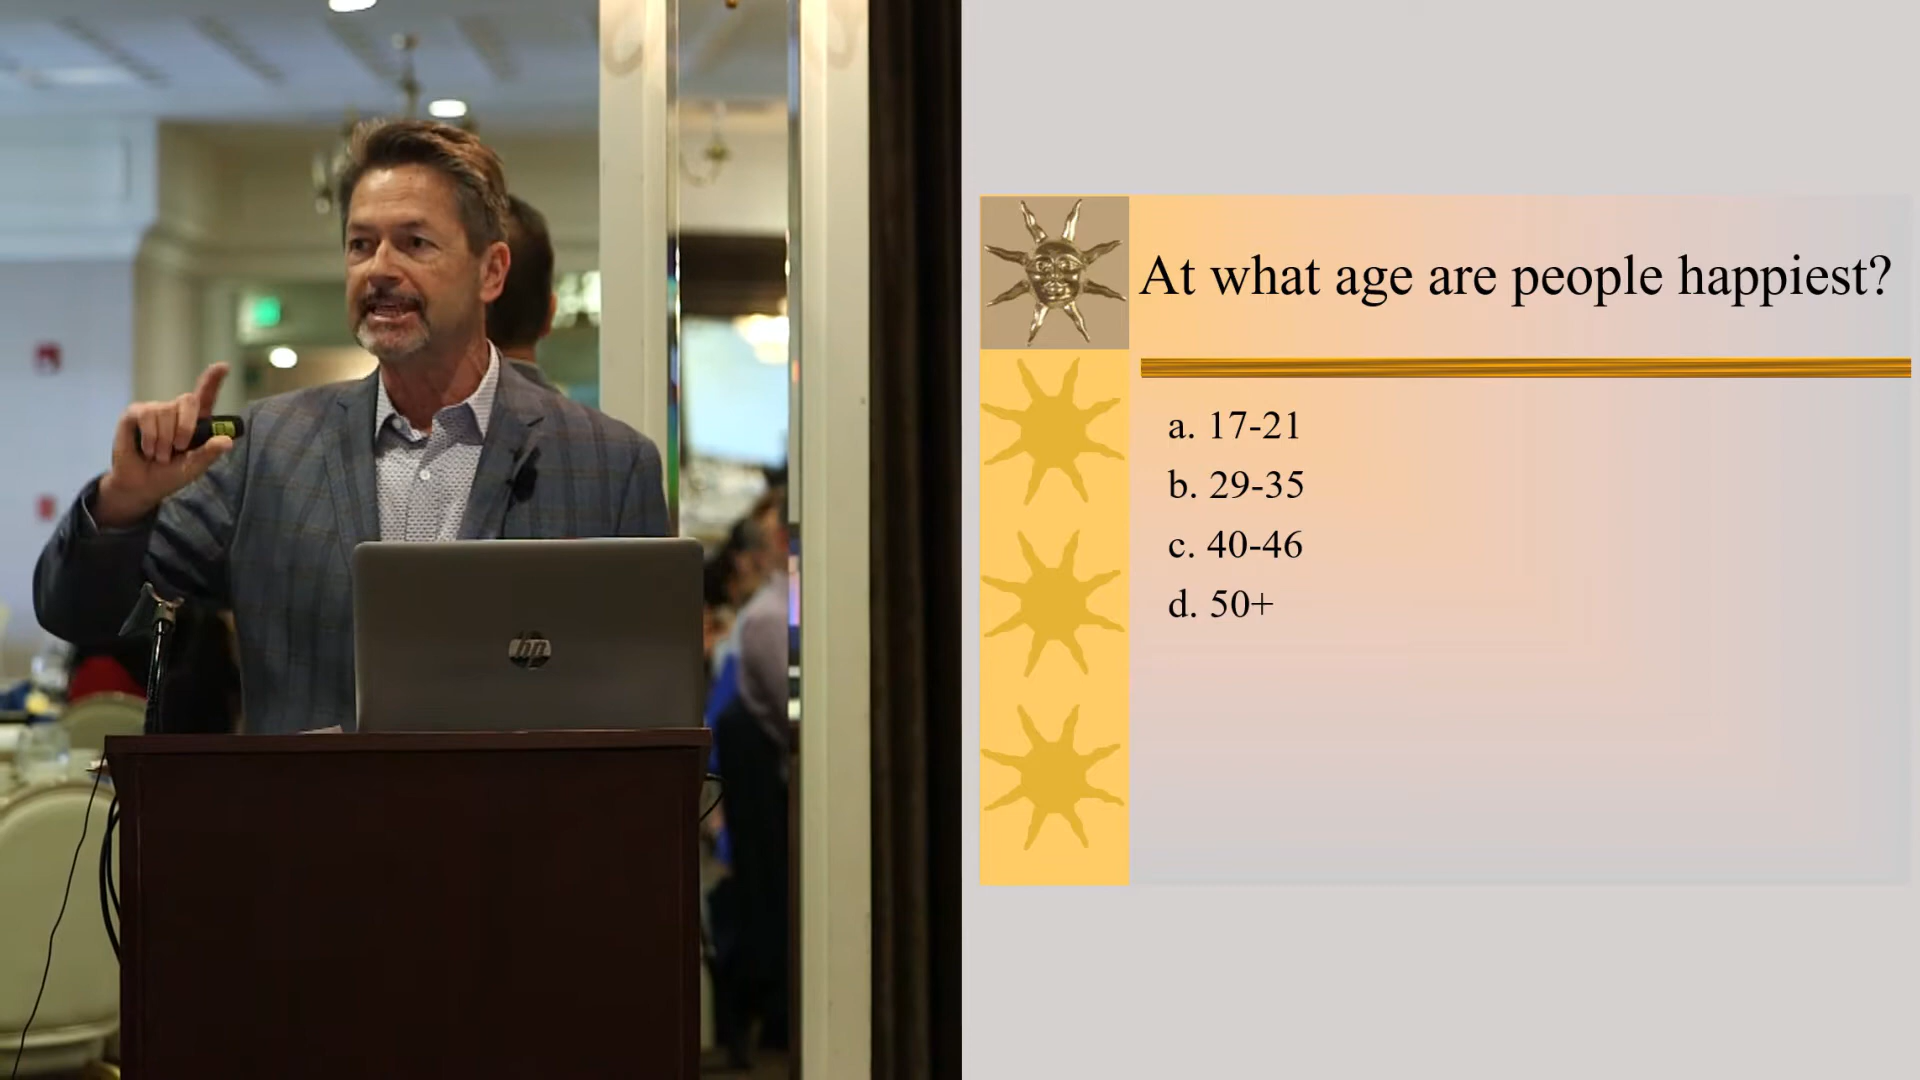 At what age are people happiest?
a. 17-21
b. 29-35
c. 40-46
d. 50+
hp